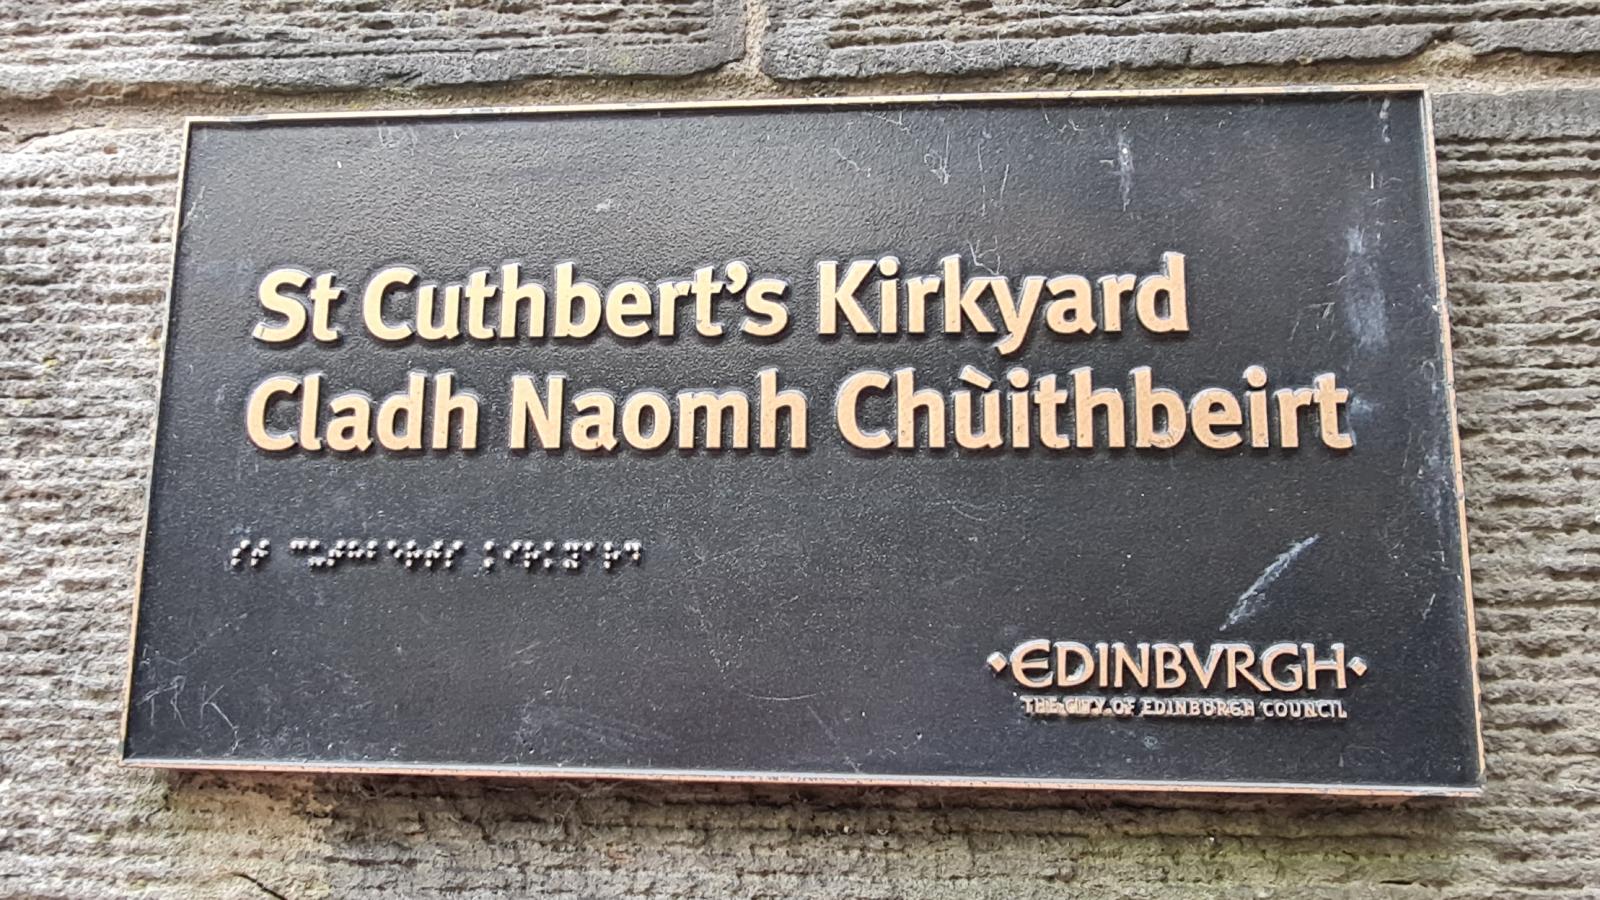 St Cuthbert's Kirkyard
Cladh Naomh Chùithbeirt
EDINBVRGH
THE CITY OF EDINBURGH COUNCIL